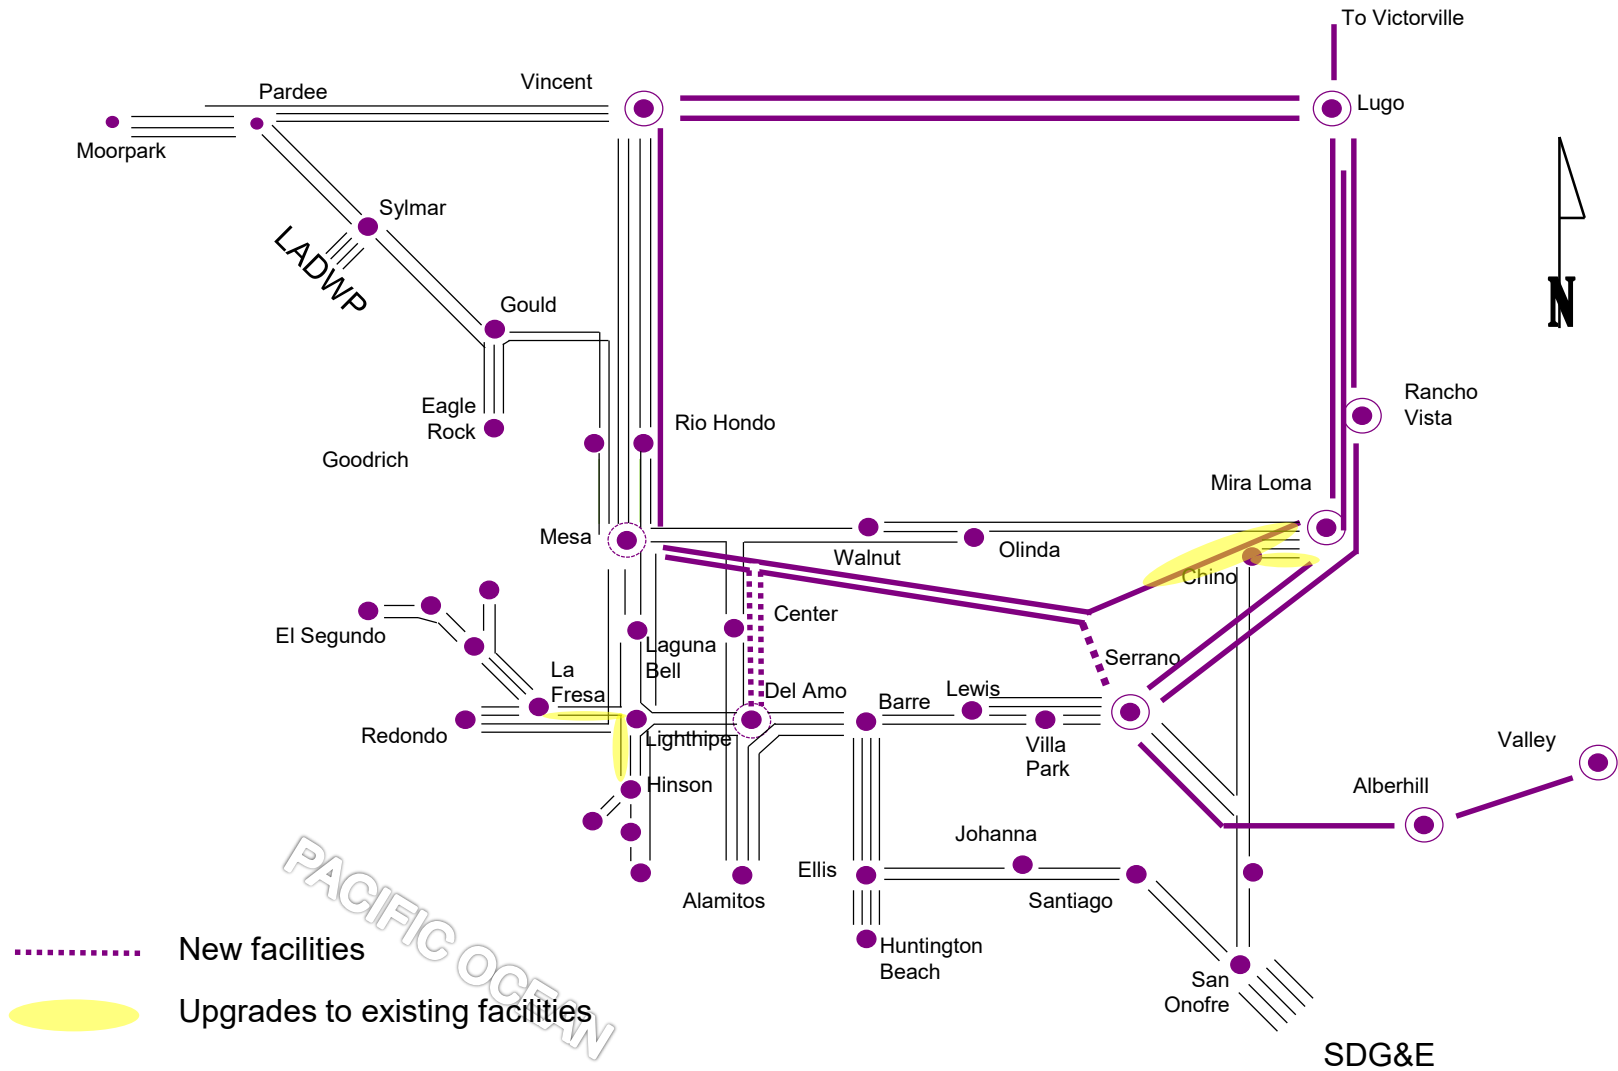 To Victorville
Vincent
Pardee
Lugo
Moorpark
Sylmar
LADWP
N
Gould
Rancho
Vista
Eagle
Rock
Rio Hondo
Goodrich
Mira Loma
Mesa
Walnut
Olinda
Chino
Center
El Segundo
Laguna
Bell
Serrano
La
Fresa
Del Amo
Lewis
Barre
Redondo
Lighthipe
Villa
Park
Valley
Hinson
Alberhill
Johanna
Ellis
Alamitos
Santiago
PACIFIC OCEAN
Huntington
Beach
New facilities
San
Onofre
Upgrades to existing facilities
SDG&E